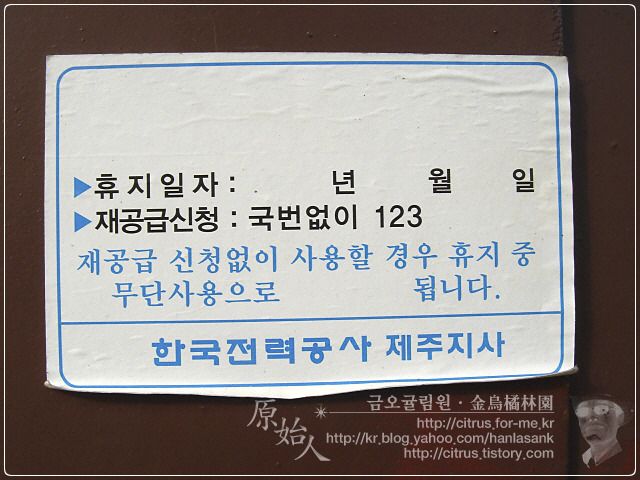 ▶휴지일자 : 년 월 일
▶재공급신청 : 국번없이 123
재공급 신청없이 사용할 경우 휴지 중
무단사용으로 됩니다.
한국전력공사 제주지사
原始人
금오귤림원 · 金烏橘林園
http://citrus.for-me.kr
http://kr.blog.yahoo.com/hanlasank
http://citrus.tistory.com